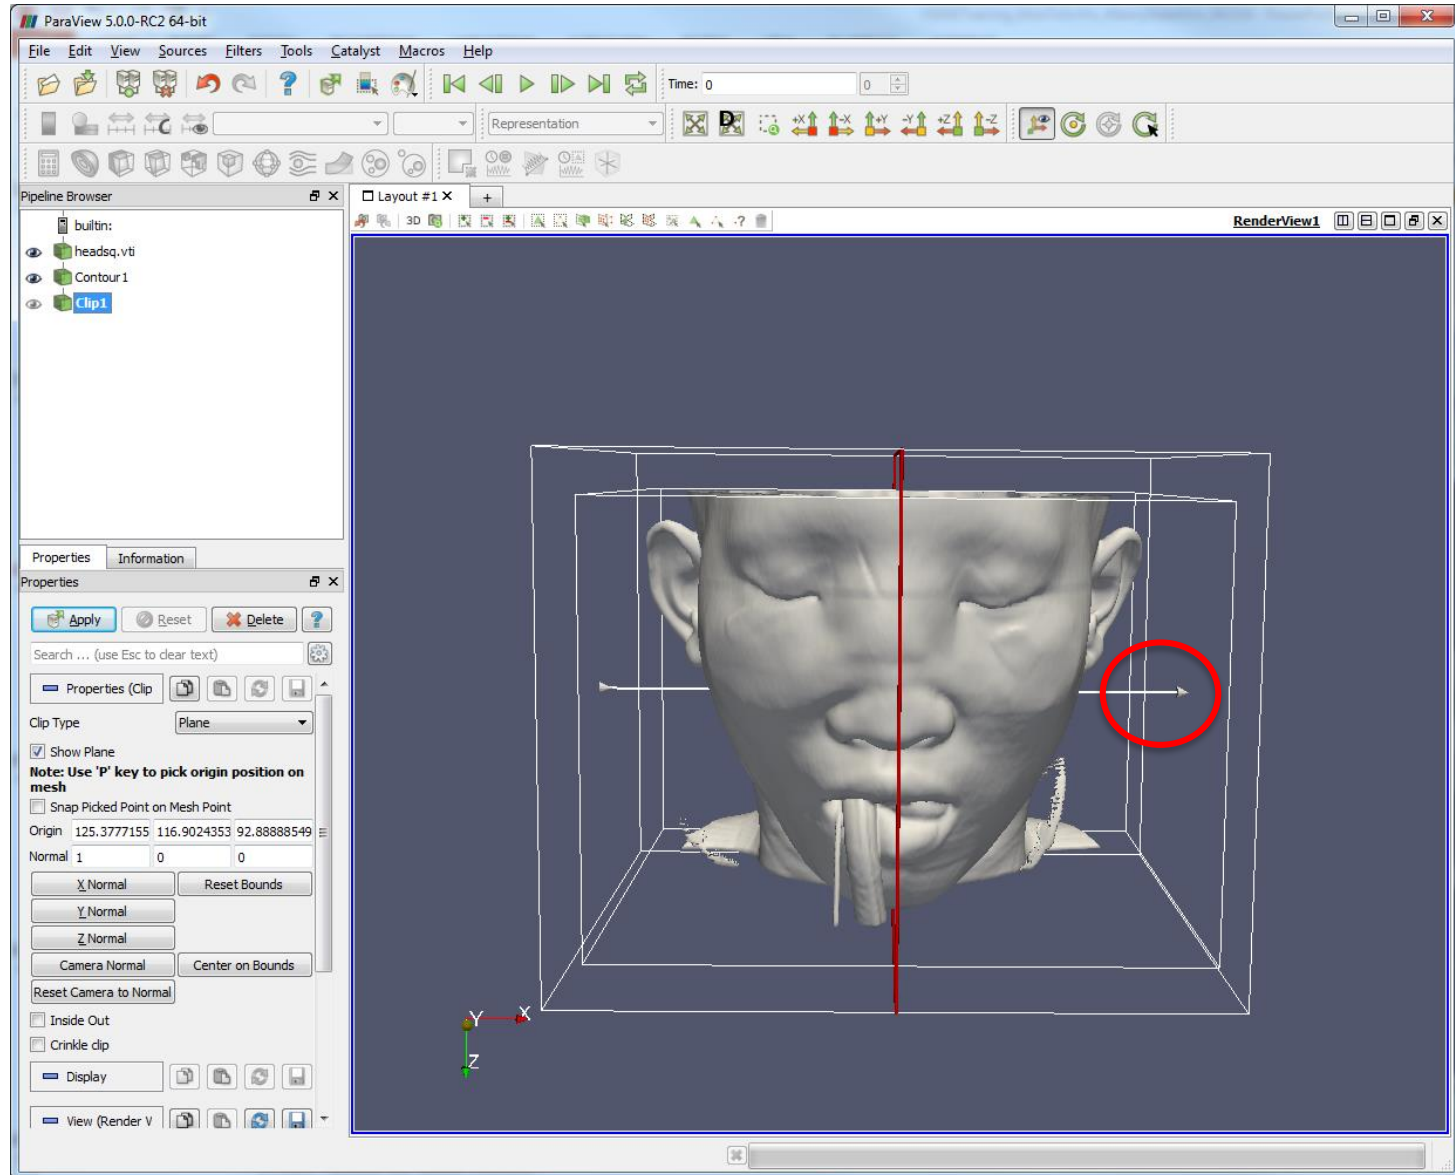 ParaView 5.0.0-RC2 64-bit
File Edit View Sources Filters Tools Catalyst Macros Help
Time: 0 0
Representation
Pipeline Browser
Layout #1 X +
builtin:
3D
RenderView1
headsq.vti
Contour1
Clip1
Properties Information
Properties
Apply Reset Delete ?
Search ... (use Esc to clear text)
Properties (Clip
Clip Type Plane
Show Plane
Note: Use 'P' key to pick origin position on
mesh
Snap Picked Point on Mesh Point
Origin 125.3777155 116.9024353 92.88888549
Normal 1 0 0
X Normal Reset Bounds
Y Normal
Z Normal
Camera Normal Center on Bounds
Reset Camera to Normal
Inside Out
Crinkle clip
Display
View (Render V
Y X
Z